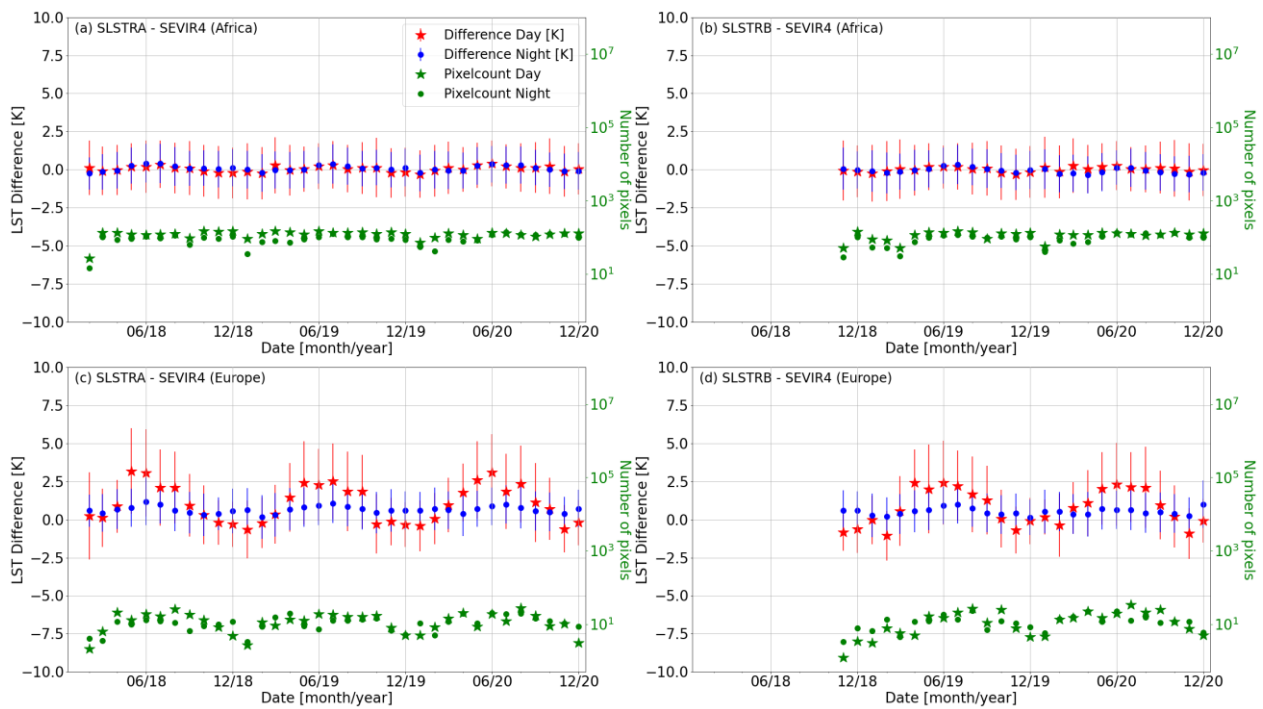 (a) SLSTRA - SEVIR4 (Africa)
Difference Day [K]
Difference Night [K]
Pixelcount Day
Pixelcount Night
10.0
7.5
5.0
2.5
0.0
−2.5
−5.0
−7.5
−10.0
LST Difference [K]
10^7
10^5
10^3
10^1
Number of pixels
06/18 12/18 06/19 12/19 06/20 12/20
Date [month/year]
(b) SLSTRB - SEVIR4 (Africa)
10.0
7.5
5.0
2.5
0.0
−2.5
−5.0
−7.5
−10.0
LST Difference [K]
10^7
10^5
10^3
10^1
Number of pixels
06/18 12/18 06/19 12/19 06/20 12/20
Date [month/year]
(c) SLSTRA - SEVIR4 (Europe)
10.0
7.5
5.0
2.5
0.0
−2.5
−5.0
−7.5
−10.0
LST Difference [K]
10^7
10^5
10^3
10^1
Number of pixels
06/18 12/18 06/19 12/19 06/20 12/20
Date [month/year]
(d) SLSTRB - SEVIR4 (Europe)
10.0
7.5
5.0
2.5
0.0
−2.5
−5.0
−7.5
−10.0
LST Difference [K]
10^7
10^5
10^3
10^1
Number of pixels
06/18 12/18 06/19 12/19 06/20 12/20
Date [month/year]